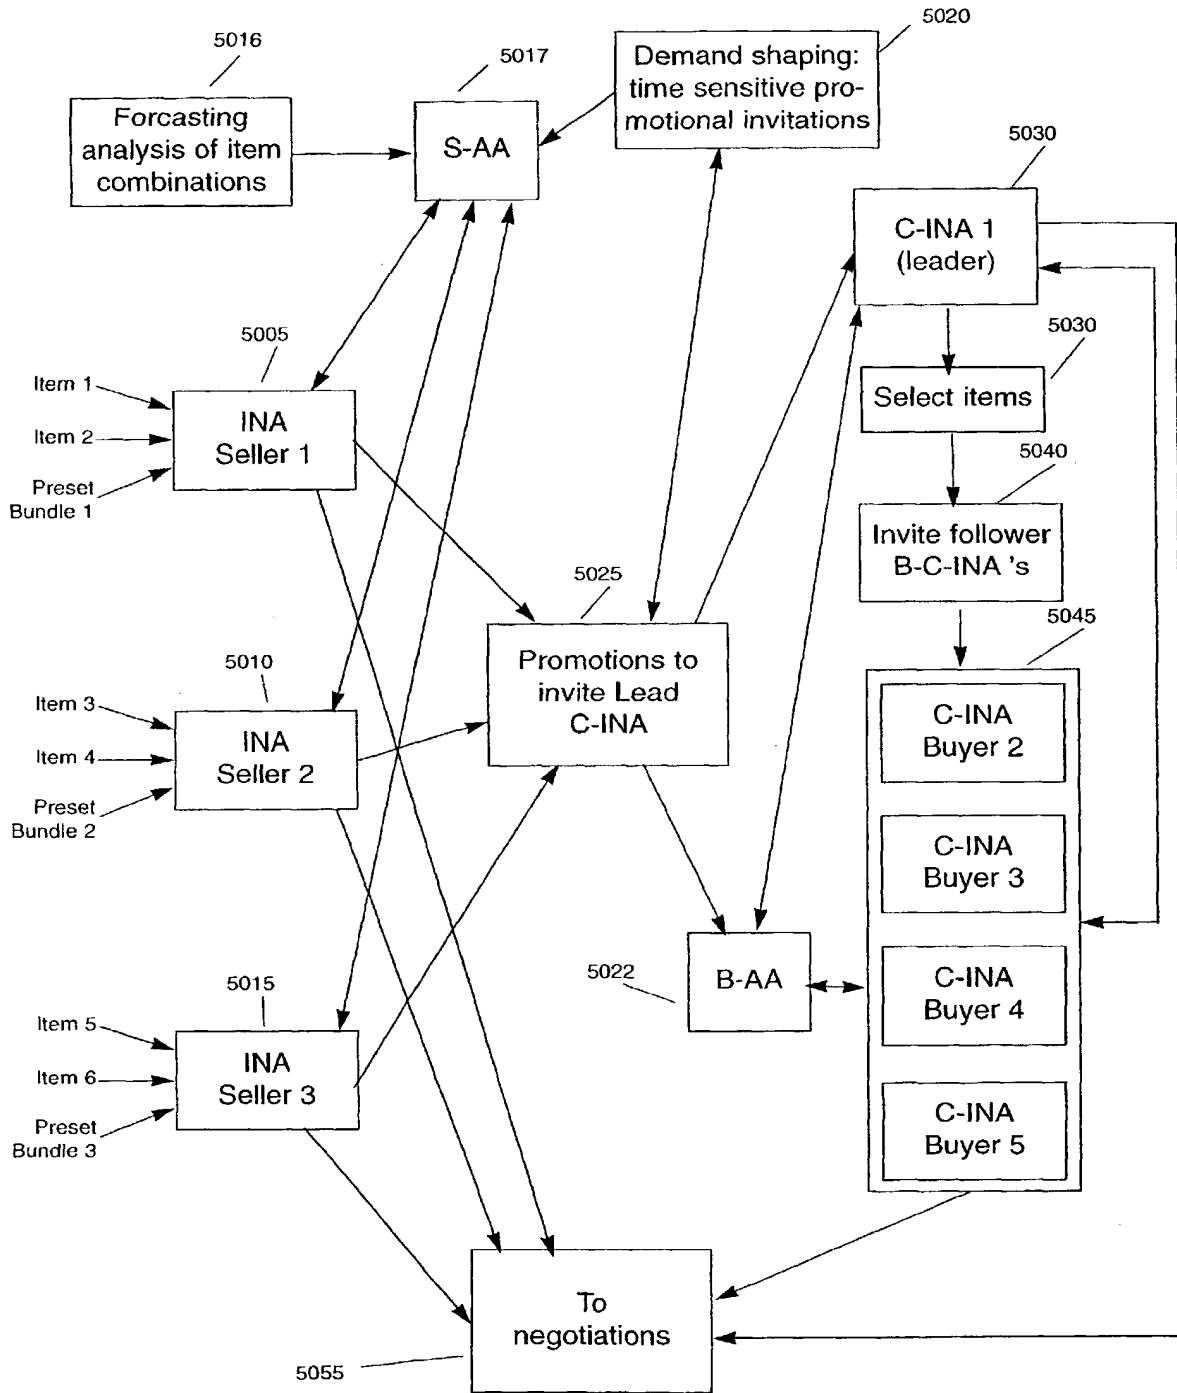 5016
5017
5020
Forcasting
analysis of item
combinations
S-AA
Demand shaping:
time sensitive pro-
motional invitations
5030
C-INA 1
(leader)
5005
5030
Item 1
Item 2
Preset
Bundle 1
INA
Seller 1
Select items
5040
Invite follower
B-C-INA 's
5025
5045
5010
Item 3
Item 4
Preset
Bundle 2
INA
Seller 2
Promotions to
invite Lead
C-INA
C-INA
Buyer 2
C-INA
Buyer 3
5022
B-AA
C-INA
Buyer 4
5015
Item 5
Item 6
Preset
Bundle 3
INA
Seller 3
C-INA
Buyer 5
To
negotiations
5055